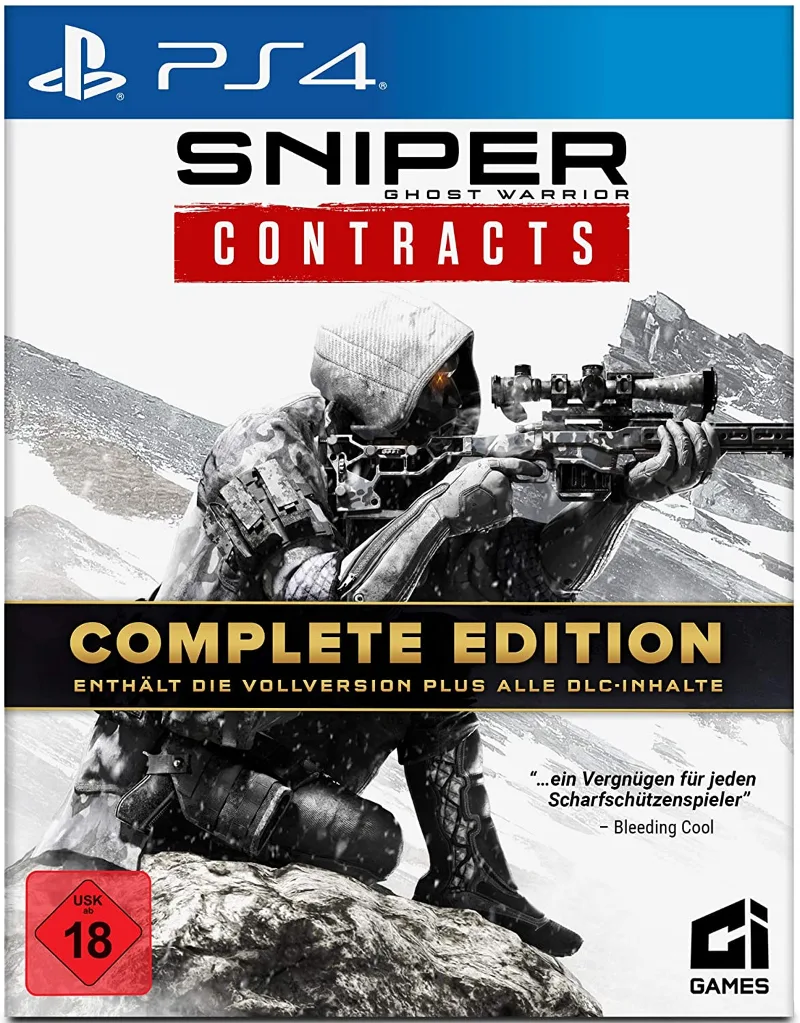 PS4
SNIPER
GHOST WARRIOR
CONTRACTS
COMPLETE EDITION
ENTHÄLT DIE VOLLVERSION PLUS ALLE DLC-INHALTE
“...ein Vergnügen für jeden
Scharfschützenspieler”
– Bleeding Cool
USK
ab
18
CI
GAMES